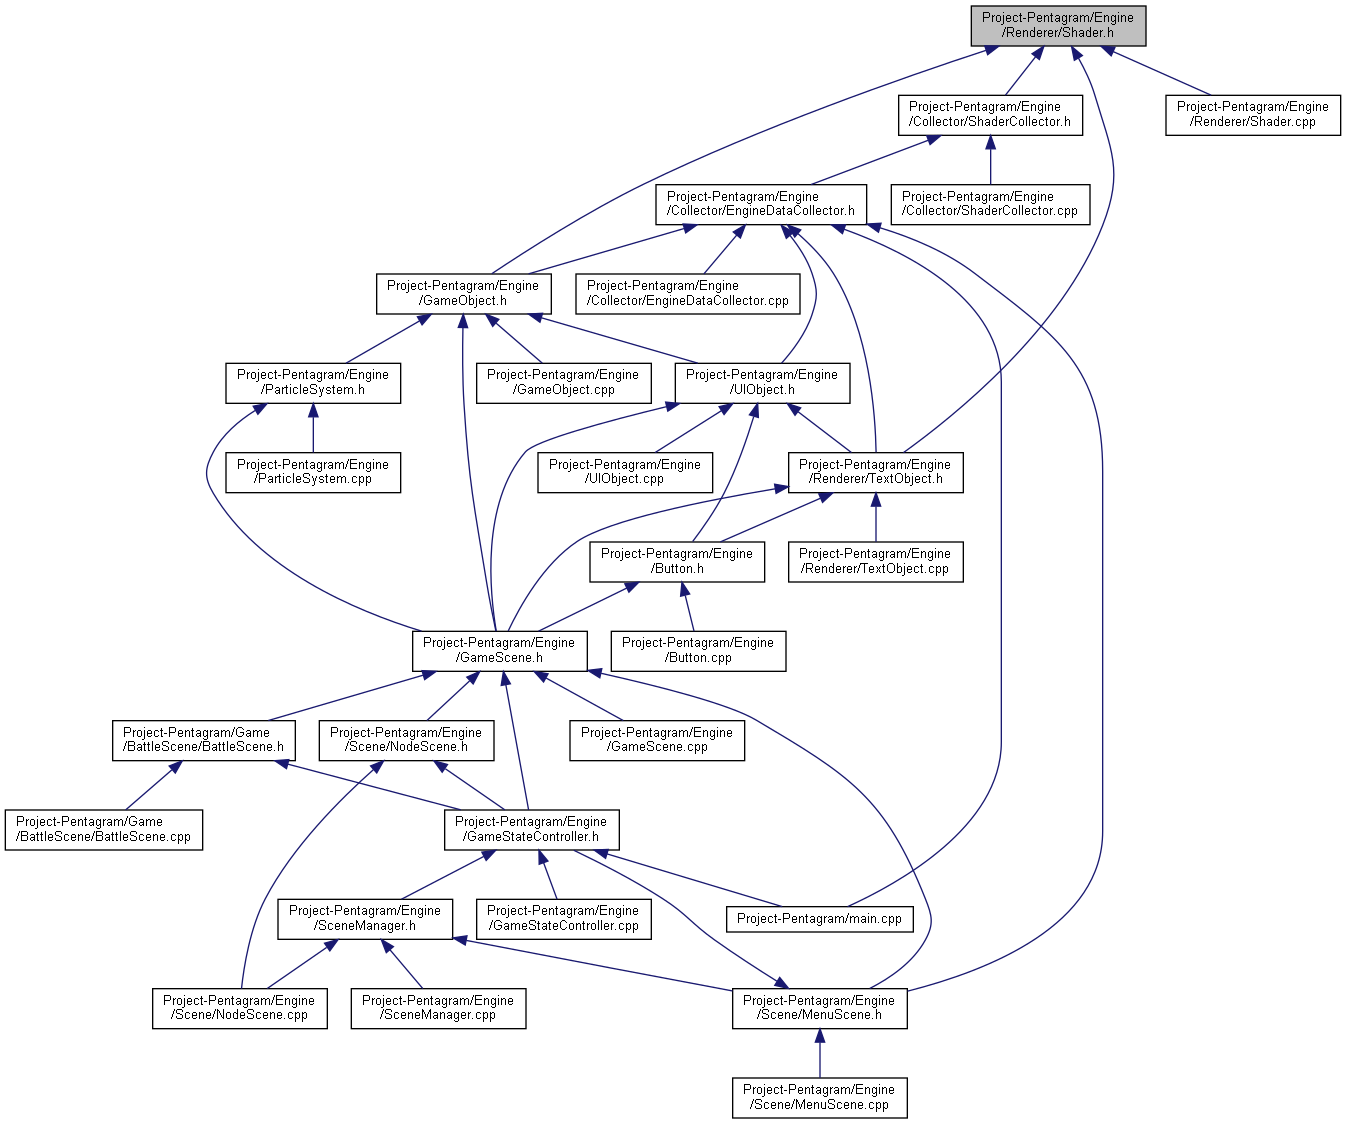 Project-Pentagram/Engine
/Renderer/Shader.h
Project-Pentagram/Engine
/Collector/ShaderCollector.h
Project-Pentagram/Engine
/Renderer/Shader.cpp
Project-Pentagram/Engine
/Collector/EngineDataCollector.h
Project-Pentagram/Engine
/Collector/ShaderCollector.cpp
Project-Pentagram/Engine
/GameObject.h
Project-Pentagram/Engine
/Collector/EngineDataCollector.cpp
Project-Pentagram/Engine
/ParticleSystem.h
Project-Pentagram/Engine
/GameObject.cpp
Project-Pentagram/Engine
/UIObject.h
Project-Pentagram/Engine
/ParticleSystem.cpp
Project-Pentagram/Engine
/UIObject.cpp
Project-Pentagram/Engine
/Renderer/TextObject.h
Project-Pentagram/Engine
/Button.h
Project-Pentagram/Engine
/Renderer/TextObject.cpp
Project-Pentagram/Engine
/GameScene.h
Project-Pentagram/Engine
/Button.cpp
Project-Pentagram/Game
/BattleScene/BattleScene.h
Project-Pentagram/Engine
/Scene/NodeScene.h
Project-Pentagram/Engine
/GameScene.cpp
Project-Pentagram/Game
/BattleScene/BattleScene.cpp
Project-Pentagram/Engine
/GameStateController.h
Project-Pentagram/Engine
/SceneManager.h
Project-Pentagram/Engine
/GameStateController.cpp
Project-Pentagram/main.cpp
Project-Pentagram/Engine
/Scene/NodeScene.cpp
Project-Pentagram/Engine
/SceneManager.cpp
Project-Pentagram/Engine
/Scene/MenuScene.h
Project-Pentagram/Engine
/Scene/MenuScene.cpp